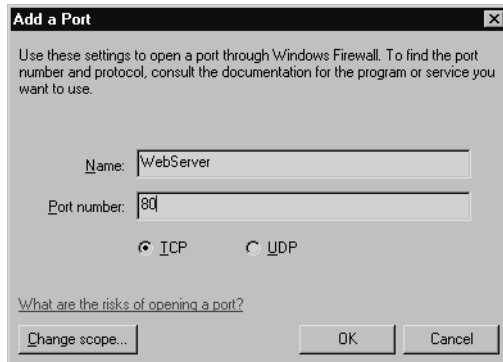 Add a Port
Use these settings to open a port through Windows Firewall. To find the port
number and protocol, consult the documentation for the program or service you
want to use.
Name: WebServer
Port number: 80
TCP UDP
What are the risks of opening a port?
Change scope... OK Cancel